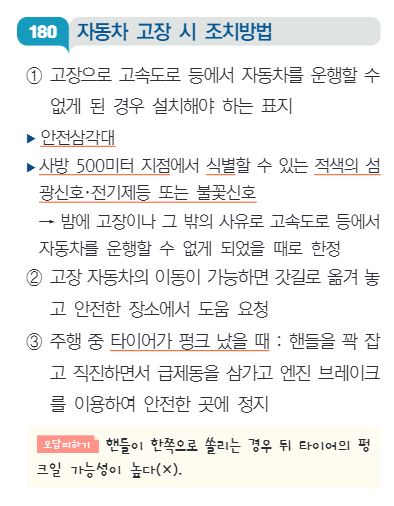 180 자동차 고장 시 조치방법
① 고장으로 고속도로 등에서 자동차를 운행할 수
없게 된 경우 설치해야 하는 표지
▶ 안전삼각대
▶ 사방 500미터 지점에서 식별할 수 있는 적색의 섬
광신호·전기제등 또는 불꽃신호
→ 밤에 고장이나 그 밖의 사유로 고속도로 등에서
자동차를 운행할 수 없게 되었을 때로 한정
② 고장 자동차의 이동이 가능하면 갓길로 옮겨 놓
고 안전한 장소에서 도움 요청
③ 주행 중 타이어가 펑크 났을 때 : 핸들을 꽉 잡
고 직진하면서 급제동을 삼가고 엔진 브레이크
를 이용하여 안전한 곳에 정지
오답피하기 핸들이 한쪽으로 쏠리는 경우 뒤 타이어의 펑
크일 가능성이 높다(×).